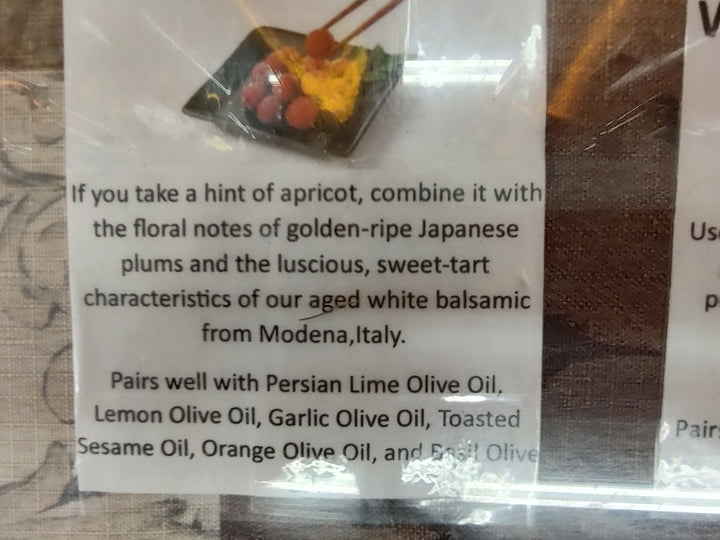 If you take a hint of apricot, combine it with
the floral notes of golden-ripe Japanese
plums and the luscious, sweet-tart
characteristics of our aged white balsamic
from Modena,Italy.
Pairs well with Persian Lime Olive Oil.
Lemon Olive Oil, Garlic Olive Oil, Toasted
Sesame Oil, Orange Olive Oil, and Basil Olive
Pair